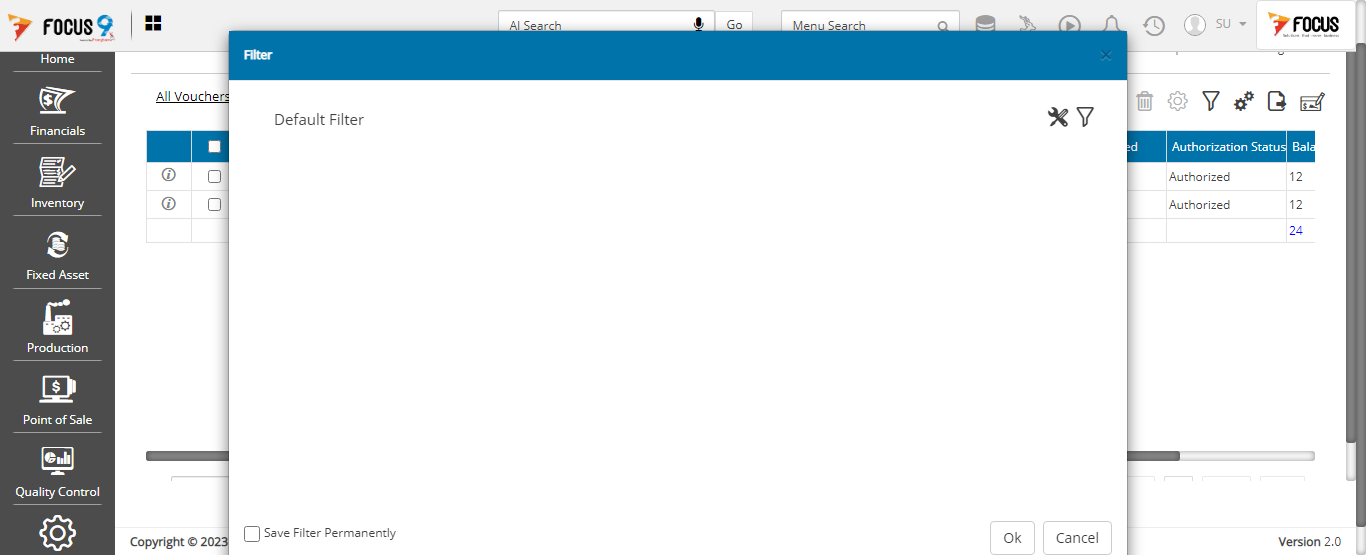 FOCUS 9
AI Search
Go
Menu Search
SU
FOCUS
Home
Filter
All Vouchers
Default Filter
Financials
ed
Authorization Status
Bala
Authorized
12
Inventory
Authorized
12
24
Fixed Asset
Production
Point of Sale
Quality Control
Save Filter Permanently
Ok
Cancel
Copyright © 2023
Version 2.0